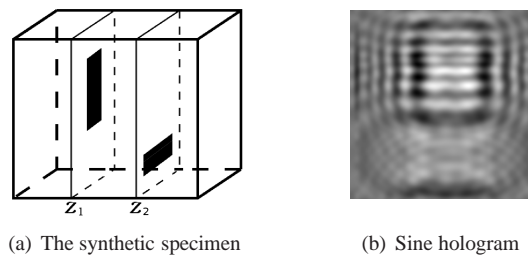 z₁ z₂
(a) The synthetic specimen (b) Sine hologram